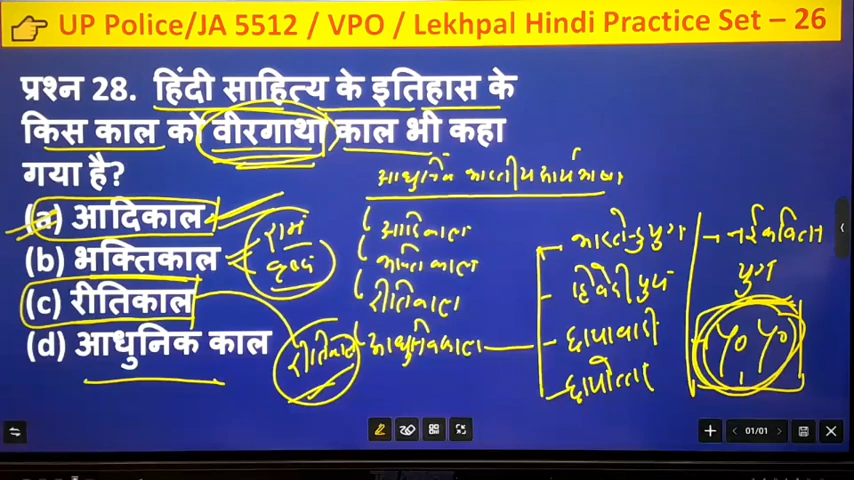 UP Police/JA 5512 / VPO / Lekhpal Hindi Practice Set – 26
प्रश्न 28. हिंदी साहित्य के इतिहास के
किस काल को वीरगाथा काल भी कहा
गया है?
(a) आदिकाल
(b) भक्तिकाल
(c) रीतिकाल
(d) आधुनिक काल
आधुनिक भारतीय आर्य भाषा
आदिकाल
भक्तिकाल
रीतिकाल
आधुनिककाल
राम
कृष्ण
भारतेन्दु युग
द्विवेदी युग
छायावादी
छायोत्तर
नई कविता
युग
01/01